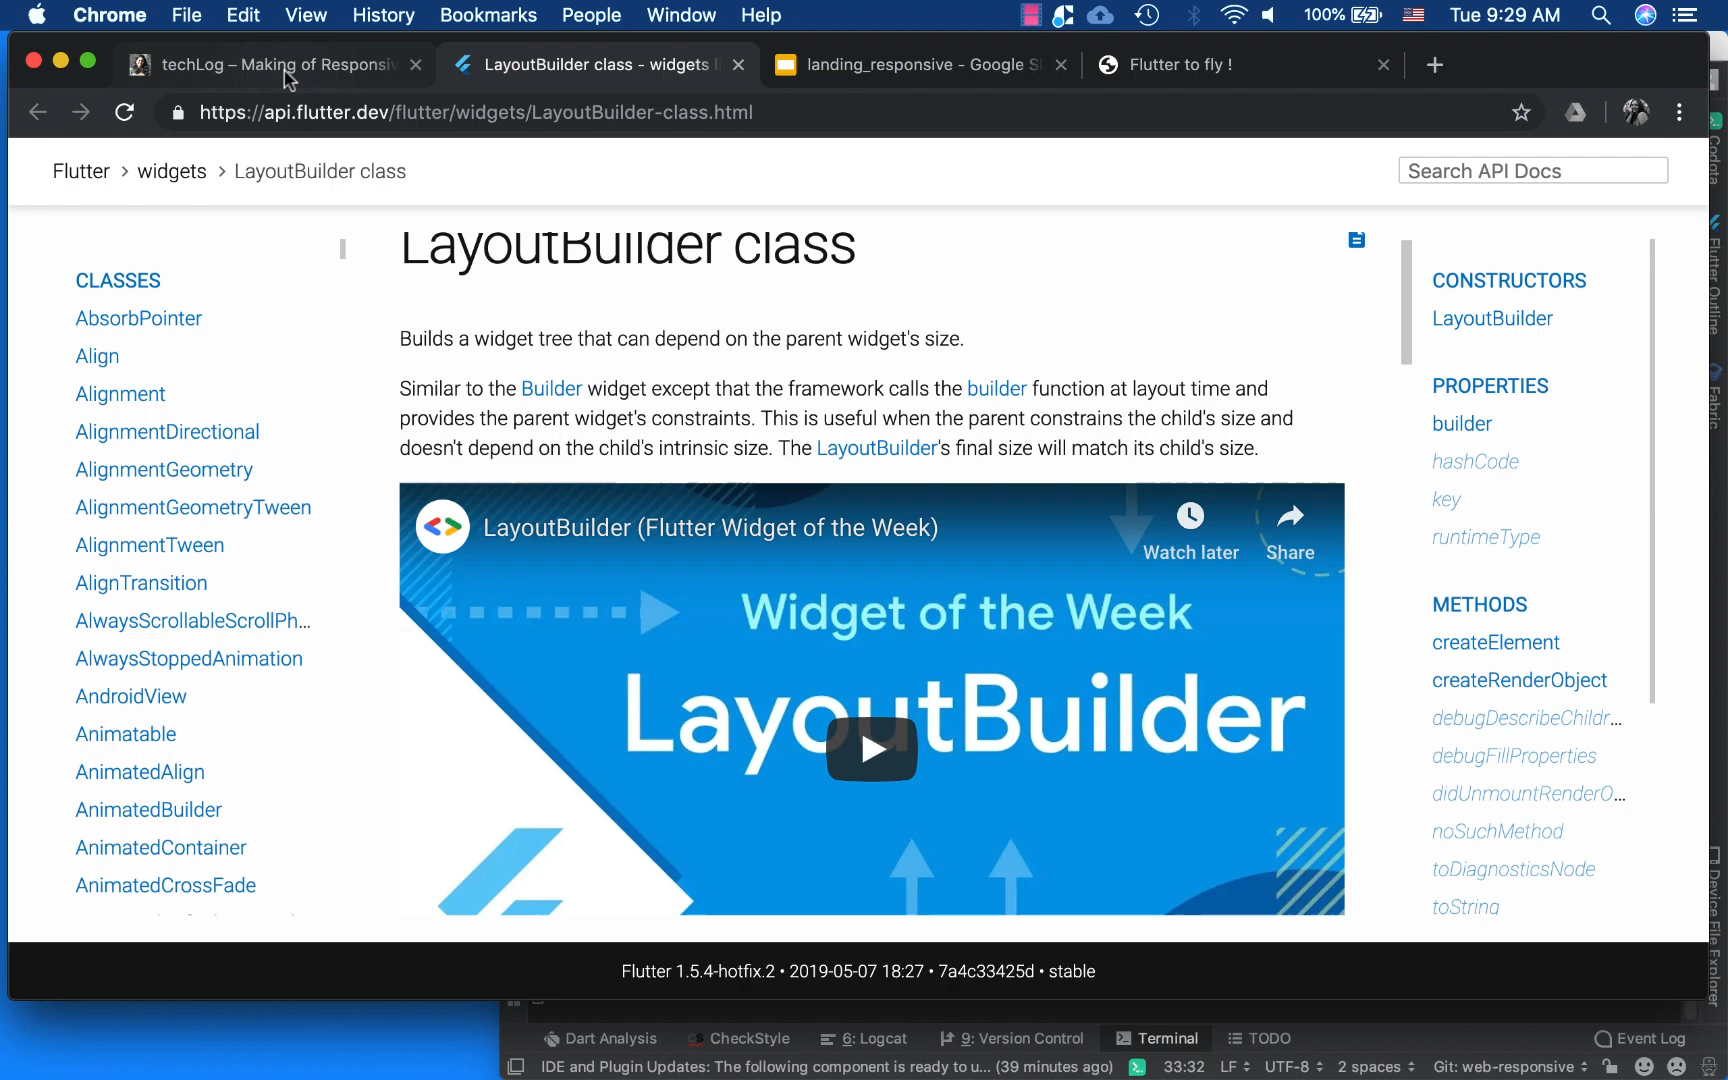 Chrome File Edit View History Bookmarks People Window Help 100% Tue 9:29 AM
techLog – Making of Responsiv
LayoutBuilder class - widgets li
landing_responsive - Google Sl
Flutter to fly !
https://api.flutter.dev/flutter/widgets/LayoutBuilder-class.html
Flutter > widgets > LayoutBuilder class
Search API Docs
CLASSES
AbsorbPointer
Align
Alignment
AlignmentDirectional
AlignmentGeometry
AlignmentGeometryTween
AlignmentTween
AlignTransition
AlwaysScrollableScrollPh...
AlwaysStoppedAnimation
AndroidView
Animatable
AnimatedAlign
AnimatedBuilder
AnimatedContainer
AnimatedCrossFade
LayoutBuilder class
Builds a widget tree that can depend on the parent widget's size.
Similar to the Builder widget except that the framework calls the builder function at layout time and
provides the parent widget's constraints. This is useful when the parent constrains the child's size and
doesn't depend on the child's intrinsic size. The LayoutBuilder's final size will match its child's size.
LayoutBuilder (Flutter Widget of the Week)
Watch later
Share
Widget of the Week
LayoutBuilder
CONSTRUCTORS
LayoutBuilder
PROPERTIES
builder
hashCode
key
runtimeType
METHODS
createElement
createRenderObject
debugDescribeChildr...
debugFillProperties
didUnmountRenderO...
noSuchMethod
toDiagnosticsNode
toString
Flutter 1.5.4-hotfix.2 • 2019-05-07 18:27 • 7a4c33425d • stable
Codota
Flutter Outline
Fabric
Device File Explorer
Dart Analysis CheckStyle 6: Logcat 9: Version Control Terminal TODO Event Log
IDE and Plugin Updates: The following component is ready to u... (39 minutes ago) 33:32 LF UTF-8 2 spaces Git: web-responsive